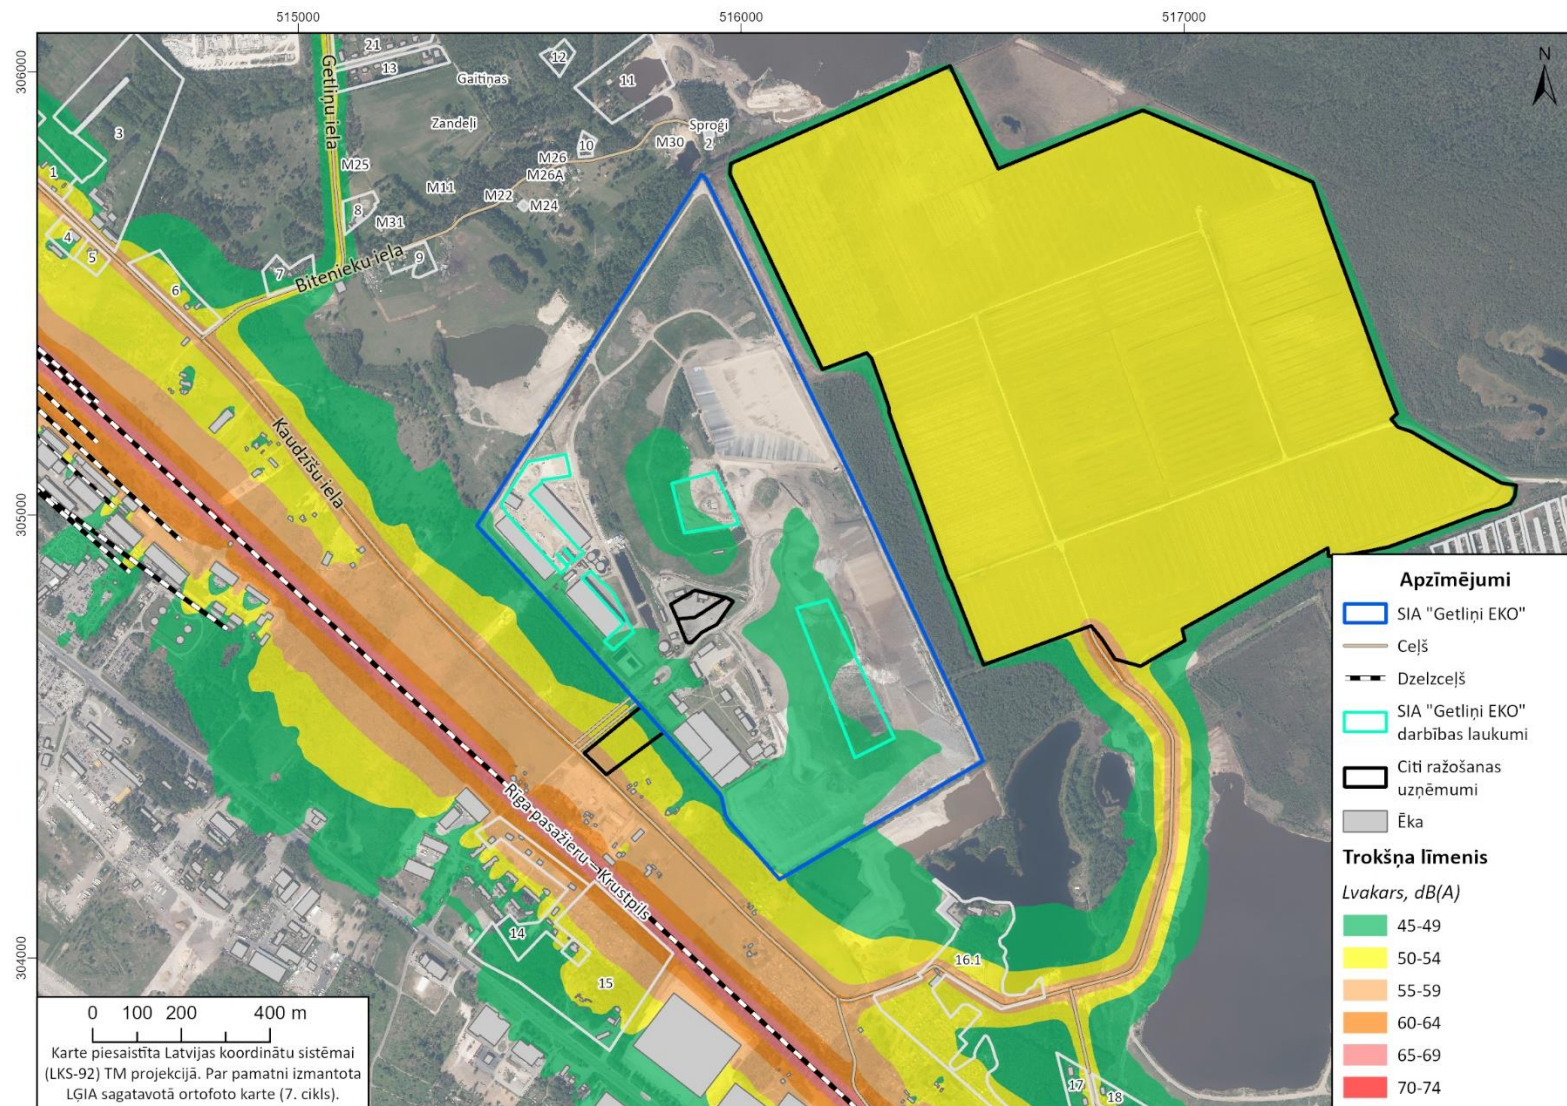 515000
516000
517000
306000
305000
304000
N
Getliņu iela
21
13
12
11
Gaitiņas
Zandeļi
Sproģi
2
M30
10
M26
M26A
M25
M11
M22
M24
M31
3
1
8
4
5
7
9
6
Bitenieku iela
Kaudzīšu iela
Rīga pasažieru – Krustpils
14
15
16.1
17
18
Apzīmējumi
SIA "Getliņi EKO"
Ceļš
Dzelzceļš
SIA "Getliņi EKO"
darbības laukumi
Citi ražošanas
uzņēmumi
Ēka
Trokšņa līmenis
Lvakars, dB(A)
45-49
50-54
55-59
60-64
65-69
70-74
0 100 200 400 m
Karte piesaistīta Latvijas koordinātu sistēmai
(LKS-92) TM projekcijā. Par pamatni izmantota
LĢIA sagatavotā ortofoto karte (7. cikls).